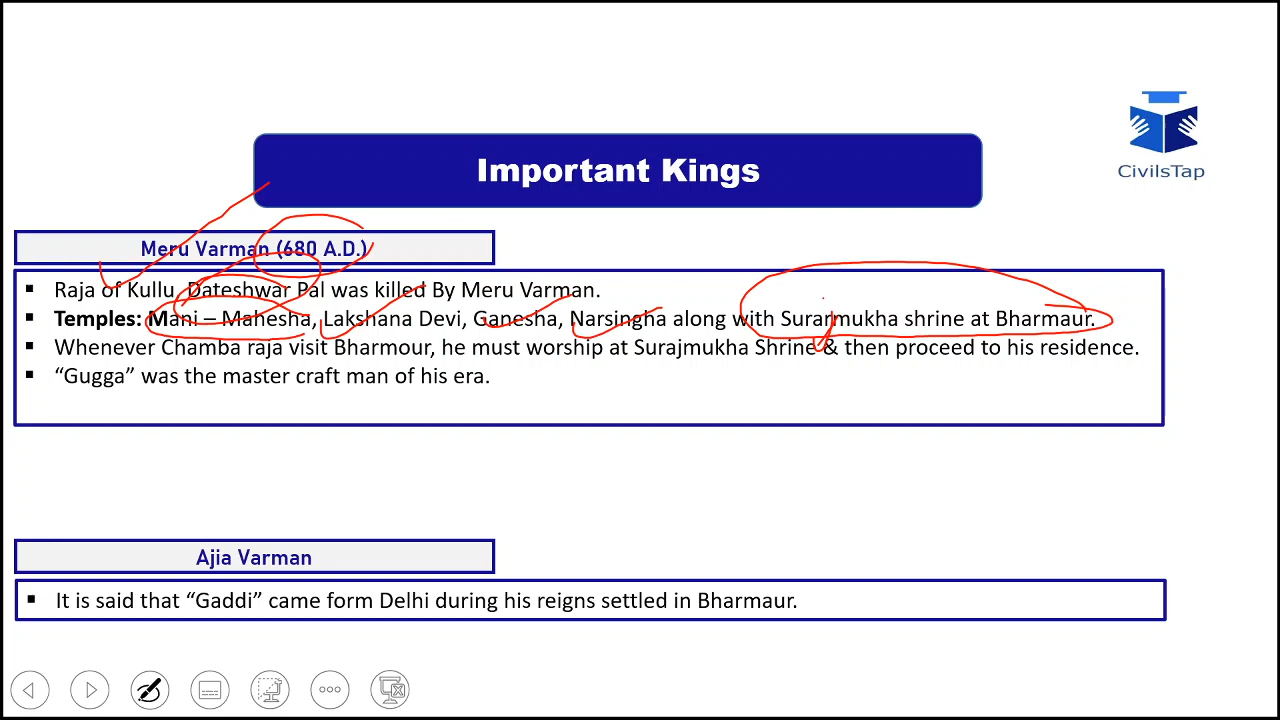 CivilsTap
Important Kings
Meru Varman (680 A.D.)
▪ Raja of Kullu Dateshwar Pal was killed By Meru Varman.
▪ Temples: Mani – Mahesha, Lakshana Devi, Ganesha, Narsingha along with Surarmukha shrine at Bharmaur.
▪ Whenever Chamba raja visit Bharmour, he must worship at Surajmukha Shrine & then proceed to his residence.
▪ “Gugga” was the master craft man of his era.
Ajia Varman
▪ It is said that “Gaddi” came form Delhi during his reigns settled in Bharmaur.